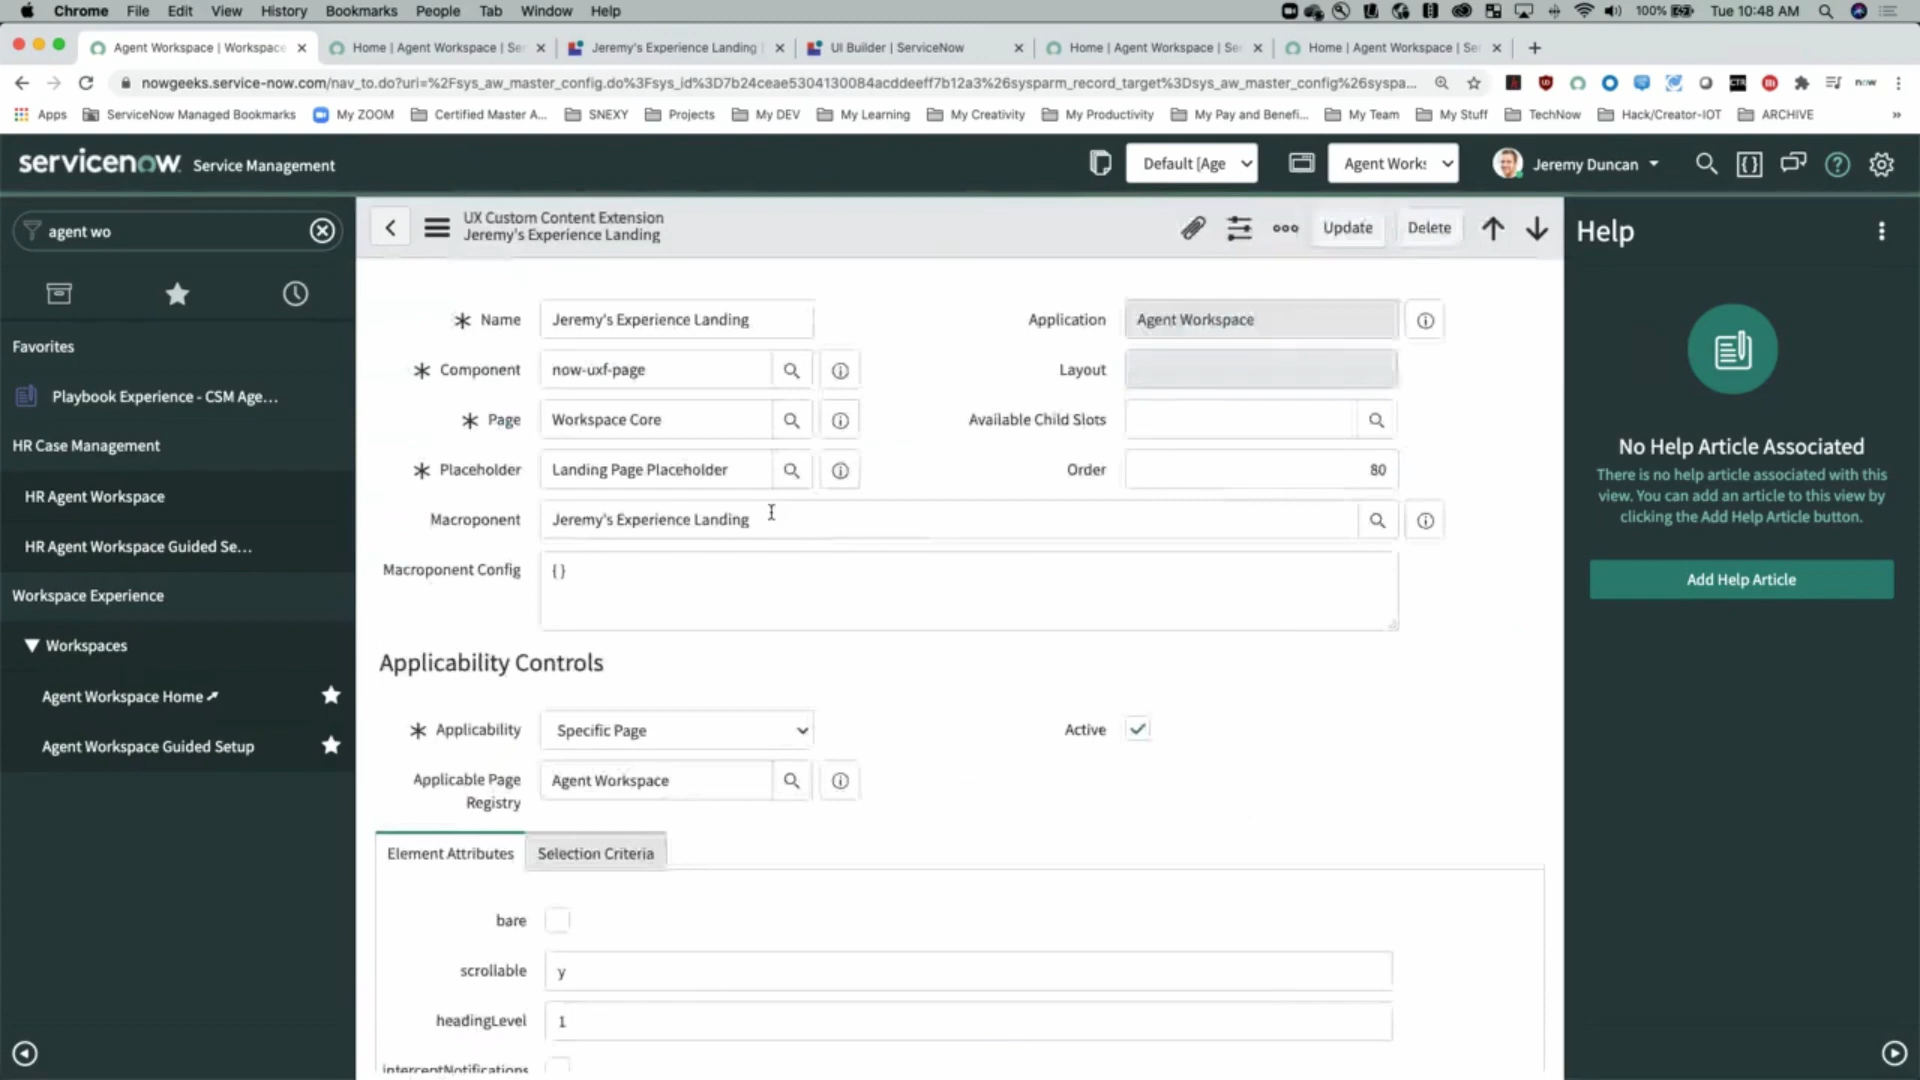 Chrome File Edit View History Bookmarks People Tab Window Help 100% Tue 10:48 AM
Agent Workspace | Workspace Home | Agent Workspace | Ser Jeremy's Experience Landing | UI Builder | ServiceNow Home | Agent Workspace | Se Home | Agent Workspace | Se
nowgeeks.service-now.com/nav_to.do?uri=%2Fsys_aw_master_config.do%3Fsys_id%3D7b24ceae5304130084acddeeff7b12a3%26sysparm_record_target%3Dsys_aw_master_config%26syspa...
Apps ServiceNow Managed Bookmarks My ZOOM Certified Master A... SNEXY Projects My DEV My Learning My Creativity My Productivity My Pay and Benefi... My Team My Stuff TechNow Hack/Creator-IOT ARCHIVE »
servicenow Service Management Default [Age Agent Works Jeremy Duncan
agent wo
Favorites
Playbook Experience - CSM Age...
HR Case Management
HR Agent Workspace
HR Agent Workspace Guided Se...
Workspace Experience
Workspaces
Agent Workspace Home
Agent Workspace Guided Setup
UX Custom Content Extension
Jeremy's Experience Landing
Update Delete
Name Jeremy's Experience Landing Application Agent Workspace
Component now-uxf-page Layout
Page Workspace Core Available Child Slots
Placeholder Landing Page Placeholder Order 80
Macroponent Jeremy's Experience Landing
Macroponent Config {}
Applicability Controls
Applicability Specific Page Active
Applicable Page Registry Agent Workspace
Element Attributes Selection Criteria
bare
scrollable y
headingLevel 1
interceptNotifications
Help
No Help Article Associated
There is no help article associated with this
view. You can add an article to this view by
clicking the Add Help Article button.
Add Help Article